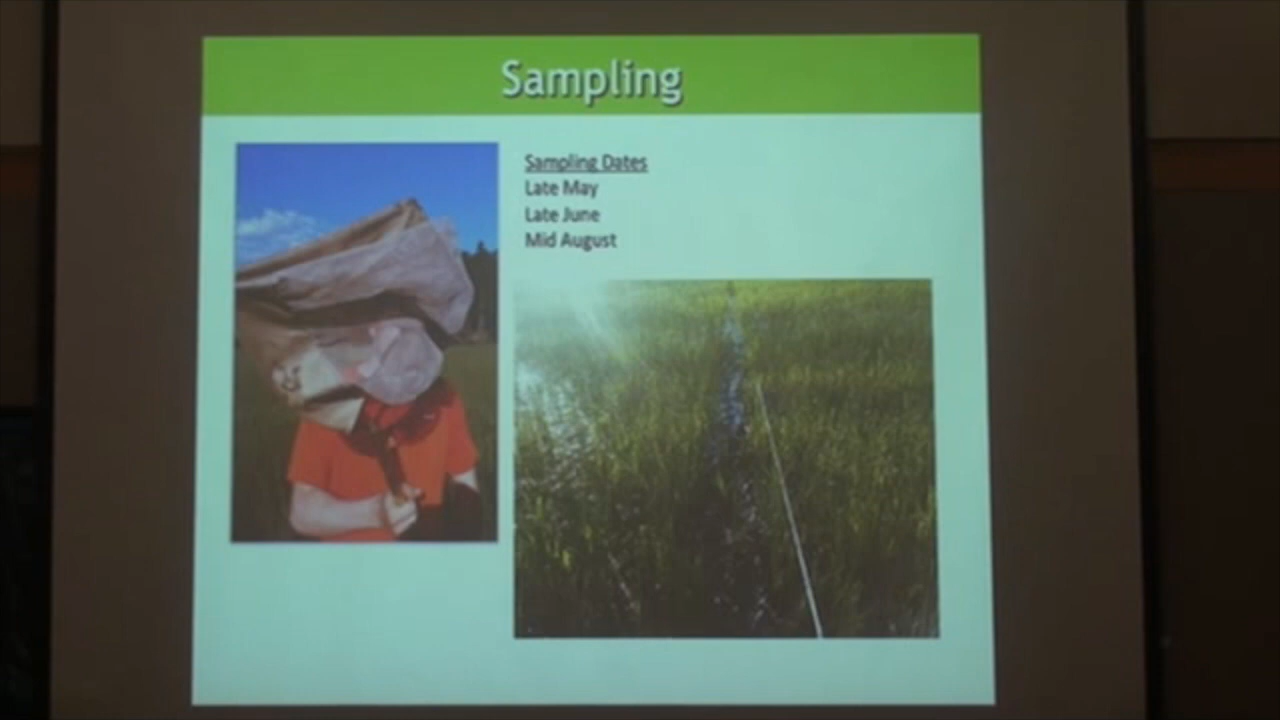 Sampling
Sampling Dates
Late May
Late June
Mid August